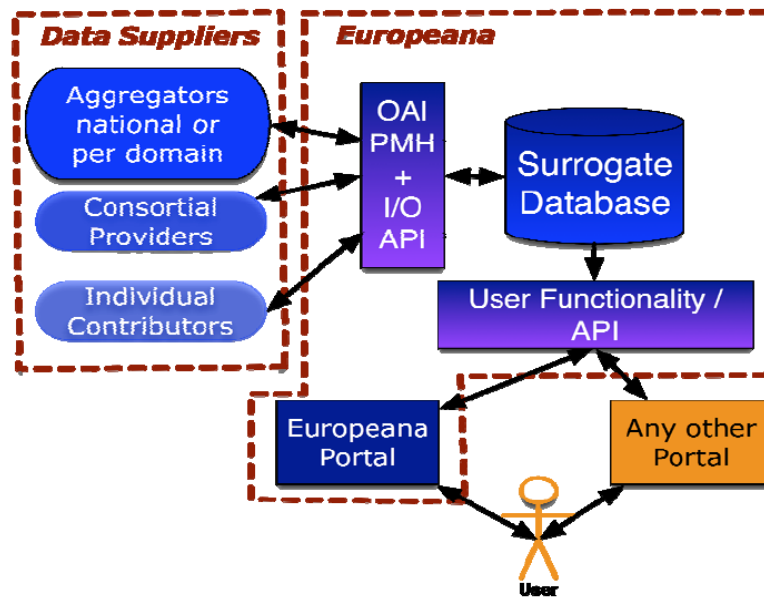 Data Suppliers
Aggregators
national or
per domain
Consortial
Providers
Individual
Contributors
Europeana
OAI
PMH
+
I/O
API
Surrogate
Database
User Functionality /
API
Europeana
Portal
Any other
Portal
User